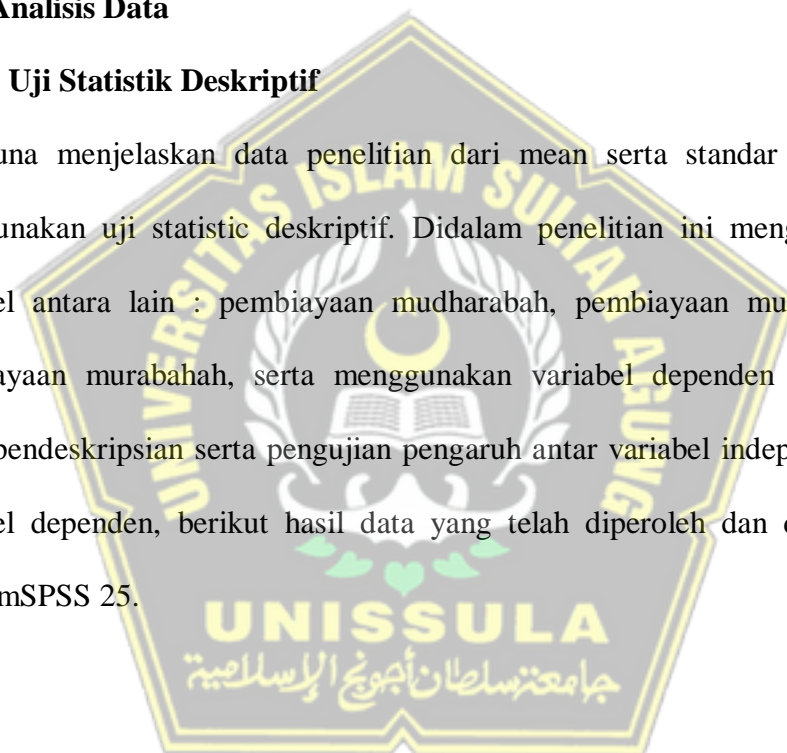 Analisis Data
Uji Statistik Deskriptif
una menjelaskan data penelitian dari mean serta standar
unakan uji statistic deskriptif. Didalam penelitian ini meng
el antara lain : pembiayaan mudharabah, pembiayaan mu
ayaan murabahah, serta menggunakan variabel dependen
pendeskripsian serta pengujian pengaruh antar variabel indep
el dependen, berikut hasil data yang telah diperoleh dan
mSPSS 25.
UNIVERSITAS ISLAM SULTAN AGUNG
UNISSULA
جامعتنسلطان أجونج الإسلامية